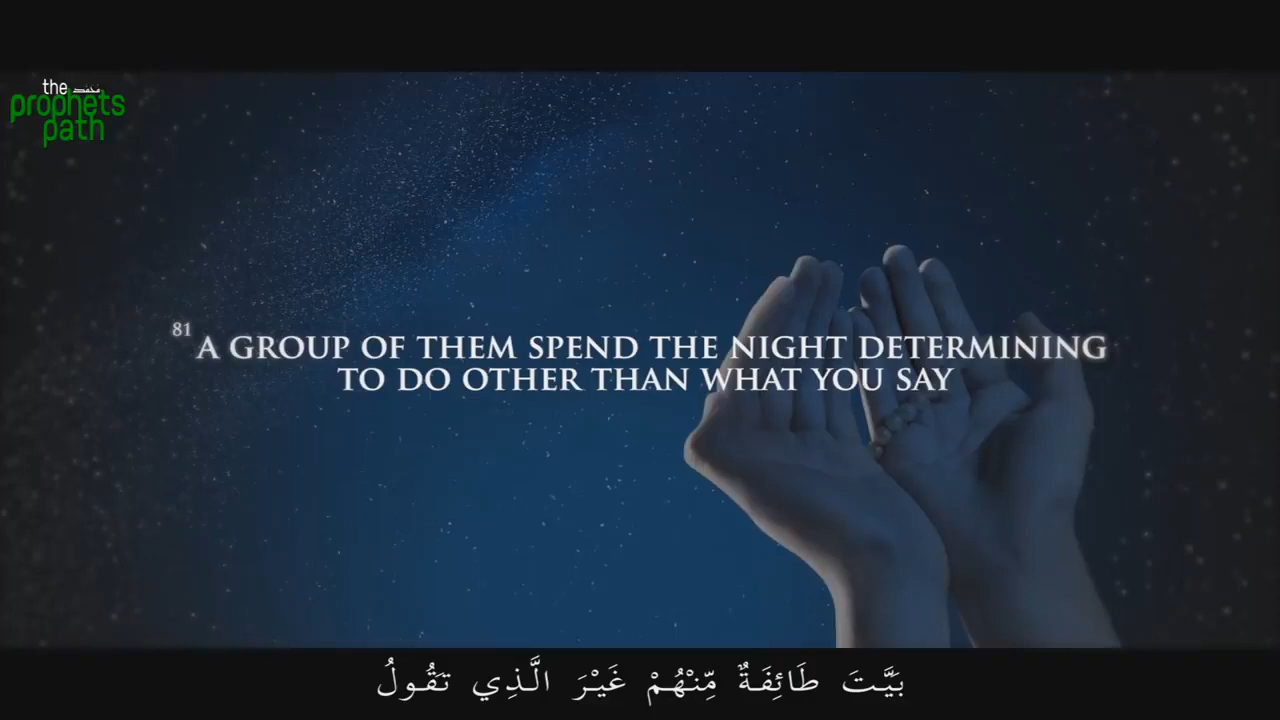 the محمد
prophets
path
81 A GROUP OF THEM SPEND THE NIGHT DETERMINING
TO DO OTHER THAN WHAT YOU SAY
بَيَّتَ طَائِفَةٌ مِّنْهُمْ غَيْرَ الَّذِي تَقُولُ